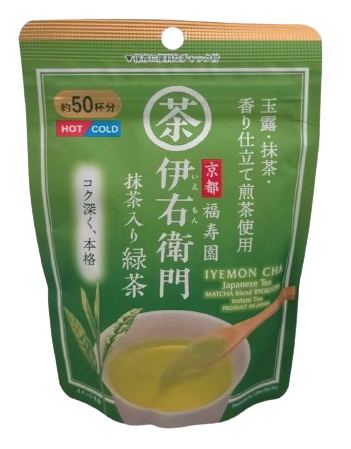 ▼保存に便利なチャック付
約50杯分
HOT/COLD
玉露・抹茶・
香り仕立て煎茶使用
茶
京都福寿園
いえもん
伊右衛門
抹茶入り緑茶
コク深く、本格
IYEMON CHA
Japanese Tea
MATCHA blend RYOKUCHA
Instant Tea
PRODUCT OF JAPAN